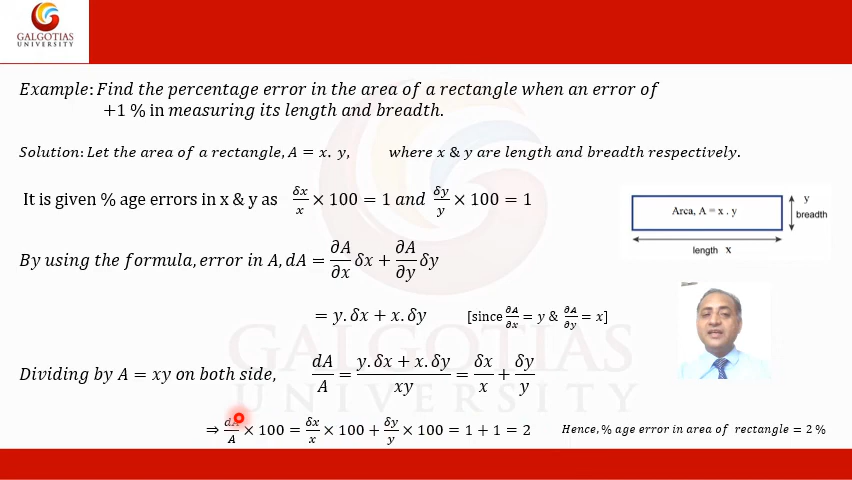 GALGOTIAS
UNIVERSITY
Example: Find the percentage error in the area of a rectangle when an error of
+1 % in measuring its length and breadth.
Solution: Let the area of a rectangle, A = x. y, where x & y are length and breadth respectively.
It is given % age errors in x & y as δx/x × 100 = 1 and δy/y × 100 = 1
Area, A = x . y
y
breadth
length x
By using the formula, error in A, dA = ∂A/∂x δx + ∂A/∂y δy
= y. δx + x. δy [since ∂A/∂x = y & ∂A/∂y = x]
GALGOTIAS
UNIVERSITY
Dividing by A = xy on both side, dA/A = (y. δx + x. δy)/xy = δx/x + δy/y
⇒ dA/A × 100 = δx/x × 100 + δy/y × 100 = 1 + 1 = 2 Hence, % age error in area of rectangle = 2 %